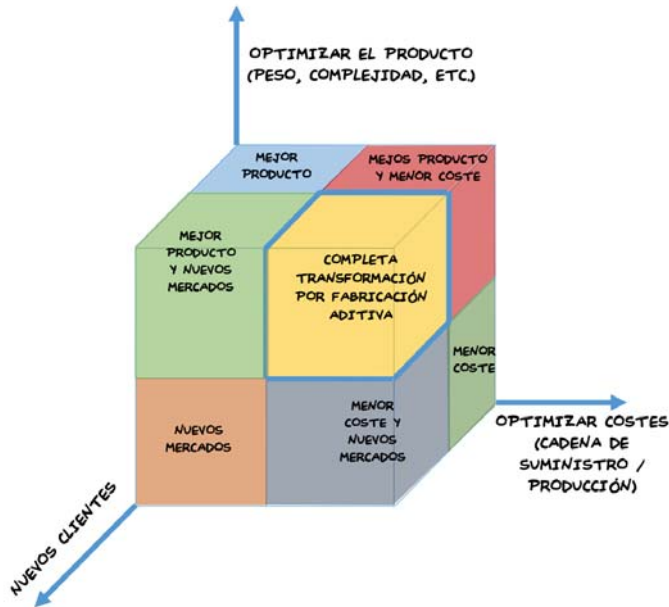 OPTIMIZAR EL PRODUCTO
(PESO, COMPLEJIDAD, ETC.)
MEJOR
PRODUCTO
MEJOS PRODUCTO
Y MENOR COSTE
MEJOR
PRODUCTO
Y NUEVOS
MERCADOS
COMPLETA
TRANSFORMACIÓN
POR FABRICACIÓN
ADITIVA
MENOR
COSTE
NUEVOS
MERCADOS
MENOR
COSTE Y
NUEVOS
MERCADOS
OPTIMIZAR COSTES
(CADENA DE
SUMINISTRO /
PRODUCCIÓN)
NUEVOS CLIENTES